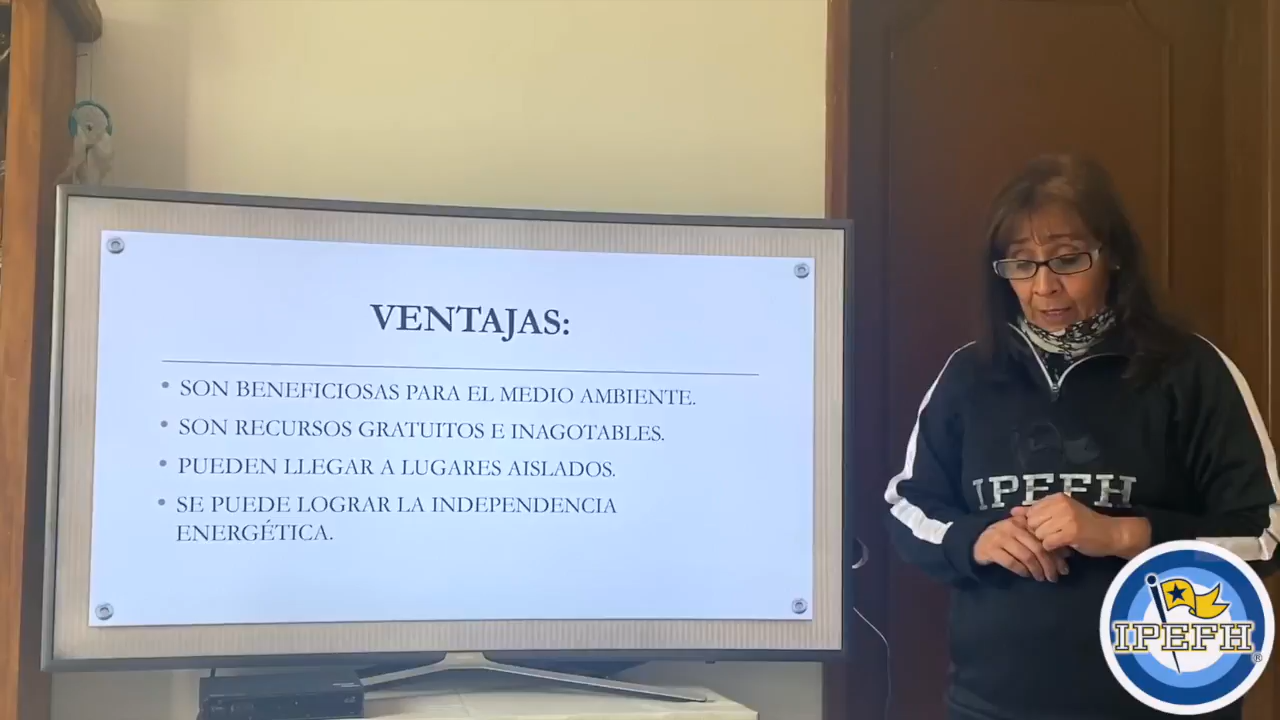 VENTAJAS:
• SON BENEFICIOSAS PARA EL MEDIO AMBIENTE.
• SON RECURSOS GRATUITOS E INAGOTABLES.
• PUEDEN LLEGAR A LUGARES AISLADOS.
• SE PUEDE LOGRAR LA INDEPENDENCIA
ENERGÉTICA.
IPEFH
IPEFH®